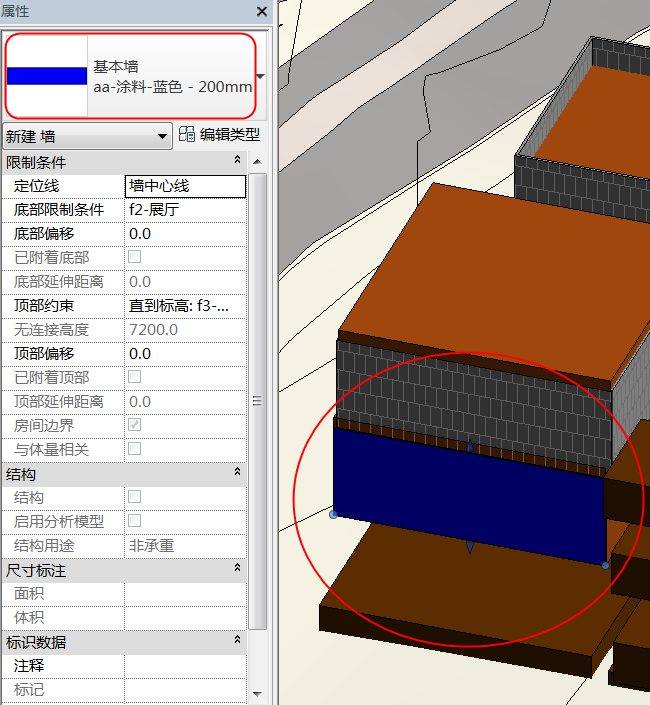 属性
基本墙
aa-涂料-蓝色 - 200mm
新建 墙
编辑类型
限制条件
定位线 墙中心线
底部限制条件 f2-展厅
底部偏移 0.0
已附着底部
底部延伸距离 0.0
顶部约束 直到标高: f3-...
无连接高度 7200.0
顶部偏移 0.0
已附着顶部
顶部延伸距离 0.0
房间边界
与体量相关
结构
结构
启用分析模型
结构用途 非承重
尺寸标注
面积
体积
标识数据
注释
标记